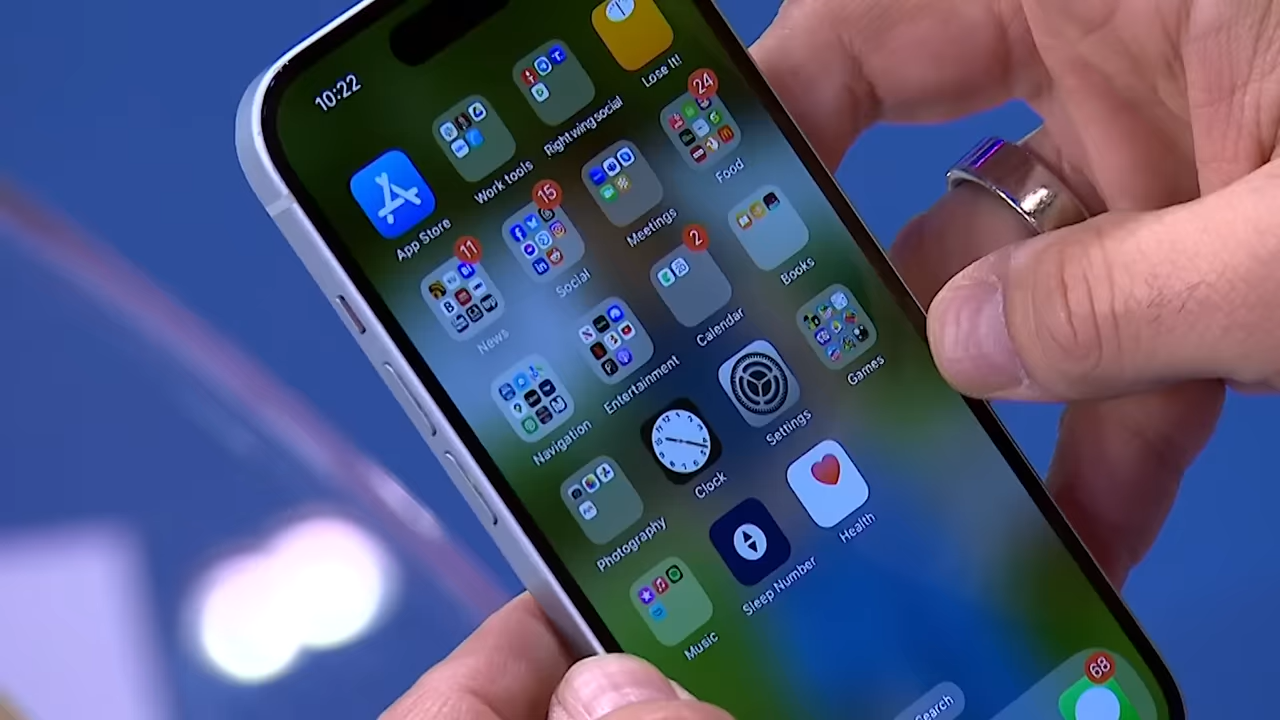 10:22
App Store
Work tools
Right wing social
Lose It!
11
News
15
Social
Meetings
24
Food
Navigation
Entertainment
2
Calendar
Books
Photography
Clock
Settings
Games
Music
Sleep Number
Health
Search
68